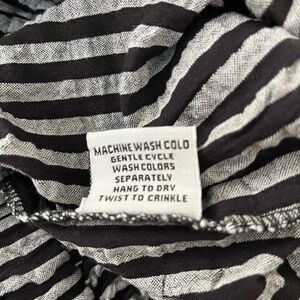 MACHINE WASH COLD
GENTLE CYCLE
WASH COLORS
SEPARATELY
HANG TO DRY
TWIST TO CRINKLE